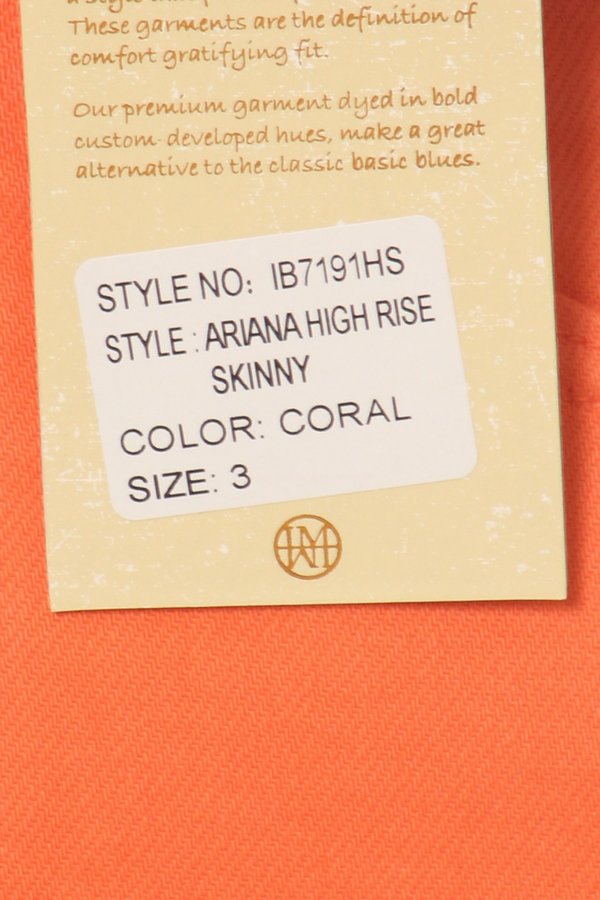 These garments are the definition of
comfort gratifying fit.
Our premium garment dyed in bold
custom-developed hues, make a great
alternative to the classic basic blues.
STYLE NO: IB7191HS
STYLE : ARIANA HIGH RISE
SKINNY
COLOR: CORAL
SIZE: 3